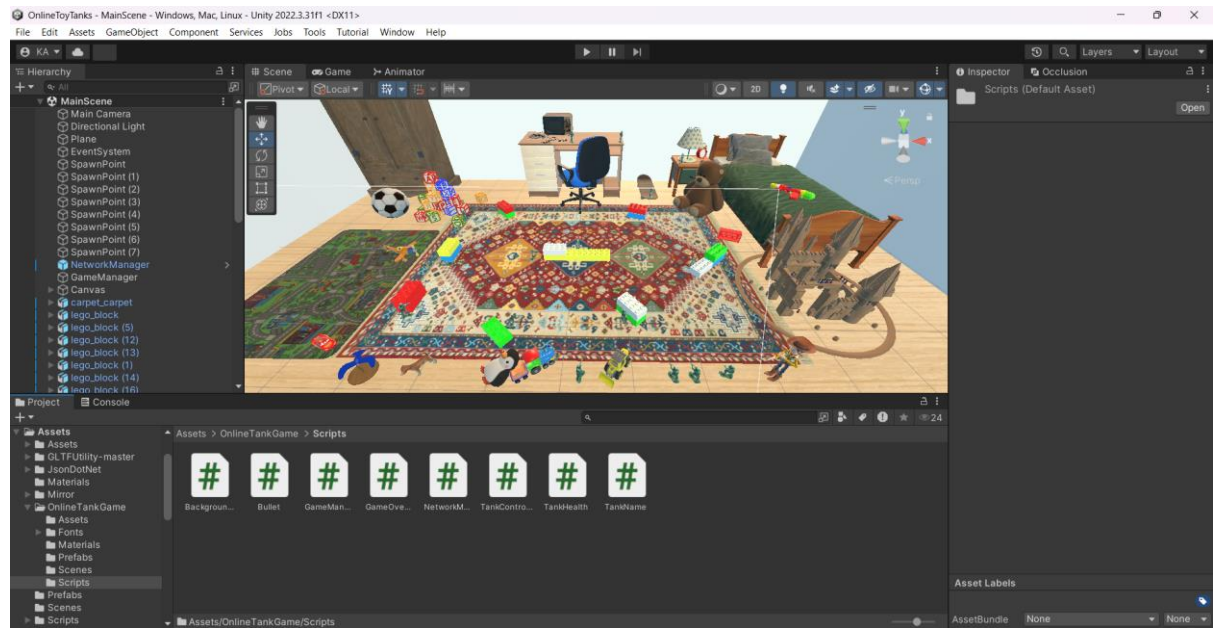 OnlineToyTanks - MainScene - Windows, Mac, Linux - Unity 2022.3.31f1 <DX11>
File Edit Assets GameObject Component Services Jobs Tools Tutorial Window Help
KA
Layers
Layout
Hierarchy
Scene
Game
Animator
Inspector
Occlusion
All
Pivot
Local
2D
Scripts (Default Asset)
Open
MainScene
Main Camera
Directional Light
Plane
EventSystem
SpawnPoint
SpawnPoint (1)
SpawnPoint (2)
SpawnPoint (3)
SpawnPoint (4)
SpawnPoint (5)
SpawnPoint (6)
SpawnPoint (7)
NetworkManager
GameManager
Canvas
carpet_carpet
lego_block
lego_block (5)
lego_block (12)
lego_block (13)
lego_block (1)
lego_block (14)
lego_block (16)
y
x
Persp
Project
Console
24
Assets
Assets
GLTFUtility-master
JsonDotNet
Materials
Mirror
OnlineTankGame
Assets
Fonts
Materials
Prefabs
Scenes
Scripts
Prefabs
Scenes
Scripts
Assets > OnlineTankGame > Scripts
# # # # # # # #
Backgroun... Bullet GameMan... GameOve... NetworkM... TankContro... TankHealth TankName
Assets/OnlineTankGame/Scripts
Asset Labels
AssetBundle None None